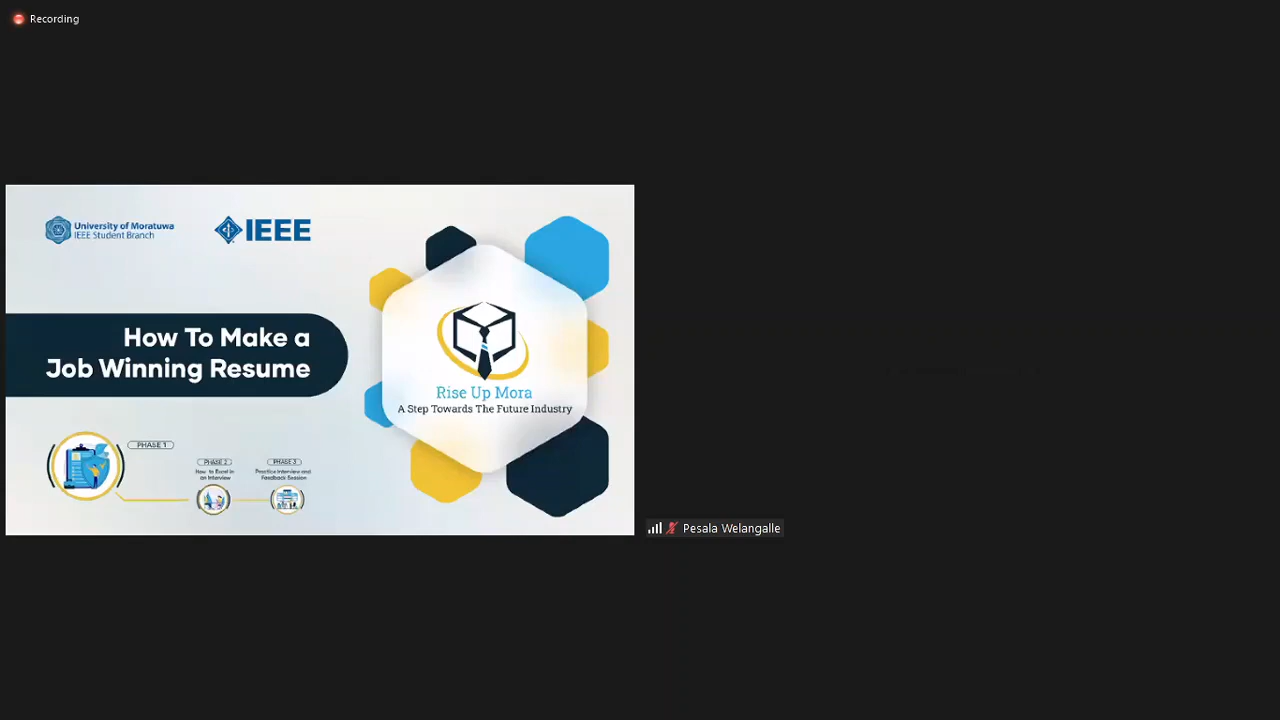 Recording
University of Moratuwa
IEEE Student Branch
IEEE
How To Make a
Job Winning Resume
Rise Up Mora
A Step Towards The Future Industry
PHASE 1
PHASE 2
How to Excel in
an Interview
PHASE 3
Practice Interview and
Feedback Session
Pesala Welangalle